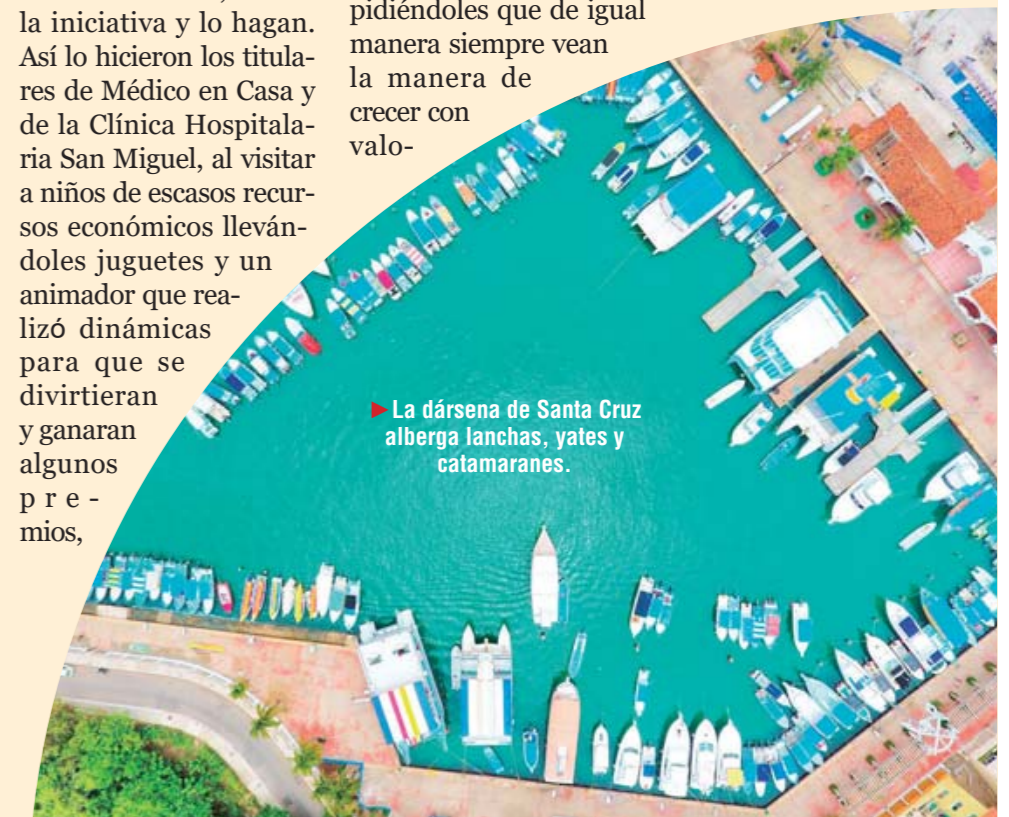 la iniciativa y lo hagan.
Así lo hicieron los titula-
res de Médico en Casa y
de la Clínica Hospitala-
ria San Miguel, al visitar
a niños de escasos recur-
sos económicos lleván-
doles juguetes y un
animador que rea-
lizó dinámicas
para que se
divirtieran
y ganaran
algunos
p r e -
mios,
pidiéndoles que de igual
manera siempre vean
la manera de
crecer con
valo-
►La dársena de Santa Cruz
alberga lanchas, yates y
catamaranes.